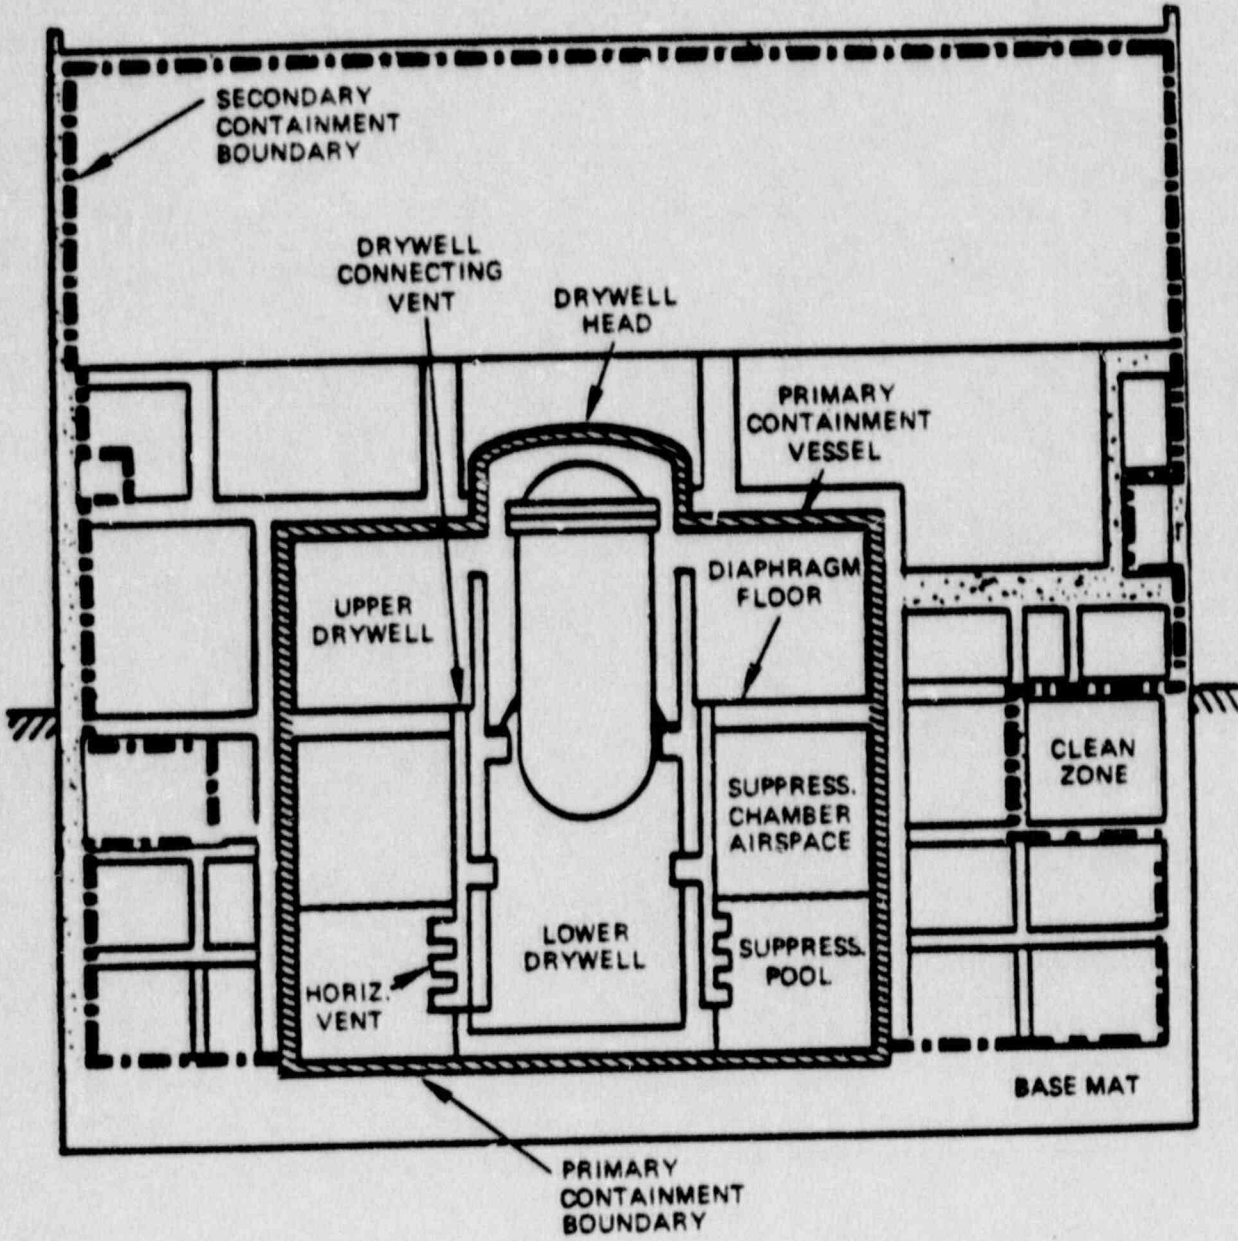 SECONDARY
CONTAINMENT
BOUNDARY
DRYWELL
CONNECTING
VENT
DRYWELL
HEAD
PRIMARY
CONTAINMENT
VESSEL
UPPER
DRYWELL
DIAPHRAGM
FLOOR
CLEAN
ZONE
SUPPRESS.
CHAMBER
AIRSPACE
LOWER
DRYWELL
SUPPRESS.
POOL
HORIZ.
VENT
BASE MAT
PRIMARY
CONTAINMENT
BOUNDARY